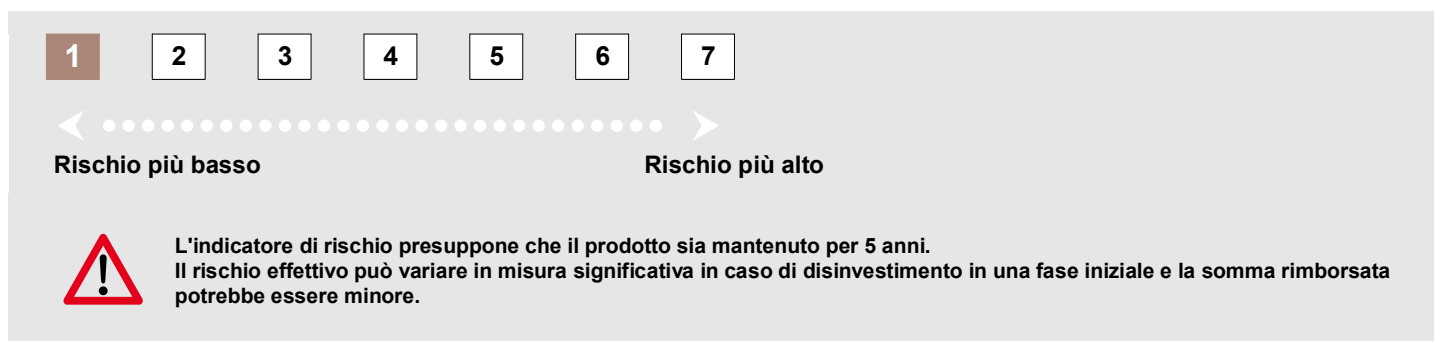 1 2 3 4 5 6 7
Rischio più basso Rischio più alto
L'indicatore di rischio presuppone che il prodotto sia mantenuto per 5 anni.
Il rischio effettivo può variare in misura significativa in caso di disinvestimento in una fase iniziale e la somma rimborsata
potrebbe essere minore.